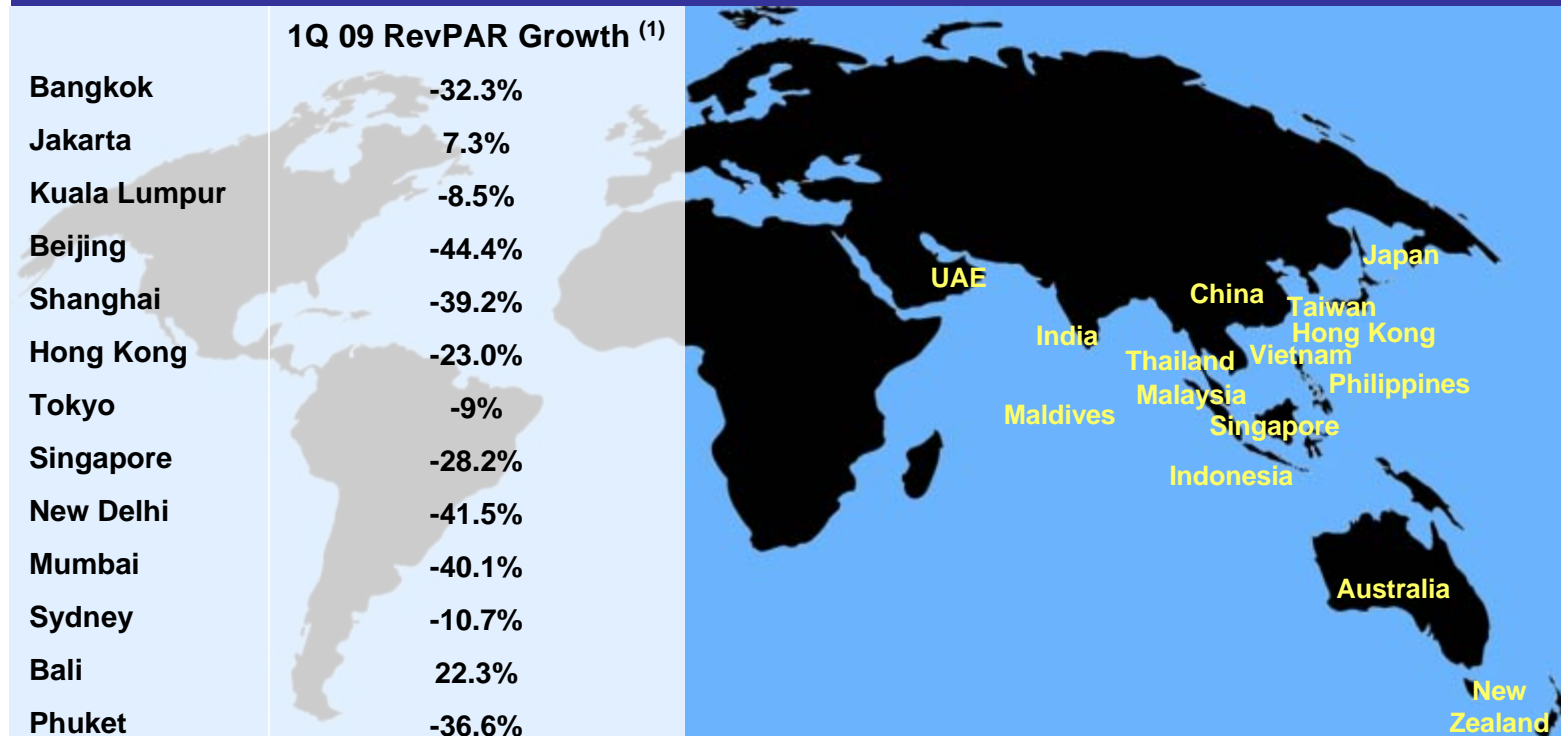 1Q 09 RevPAR Growth (1)
Bangkok -32.3%
Jakarta 7.3%
Kuala Lumpur -8.5%
Beijing -44.4%
Shanghai -39.2%
Hong Kong -23.0%
Tokyo -9%
Singapore -28.2%
New Delhi -41.5%
Mumbai -40.1%
Sydney -10.7%
Bali 22.3%
Phuket -36.6%
Japan
UAE
China
Taiwan
India
Hong Kong
Thailand
Vietnam
Malaysia
Philippines
Maldives
Singapore
Indonesia
Australia
New
Zealand